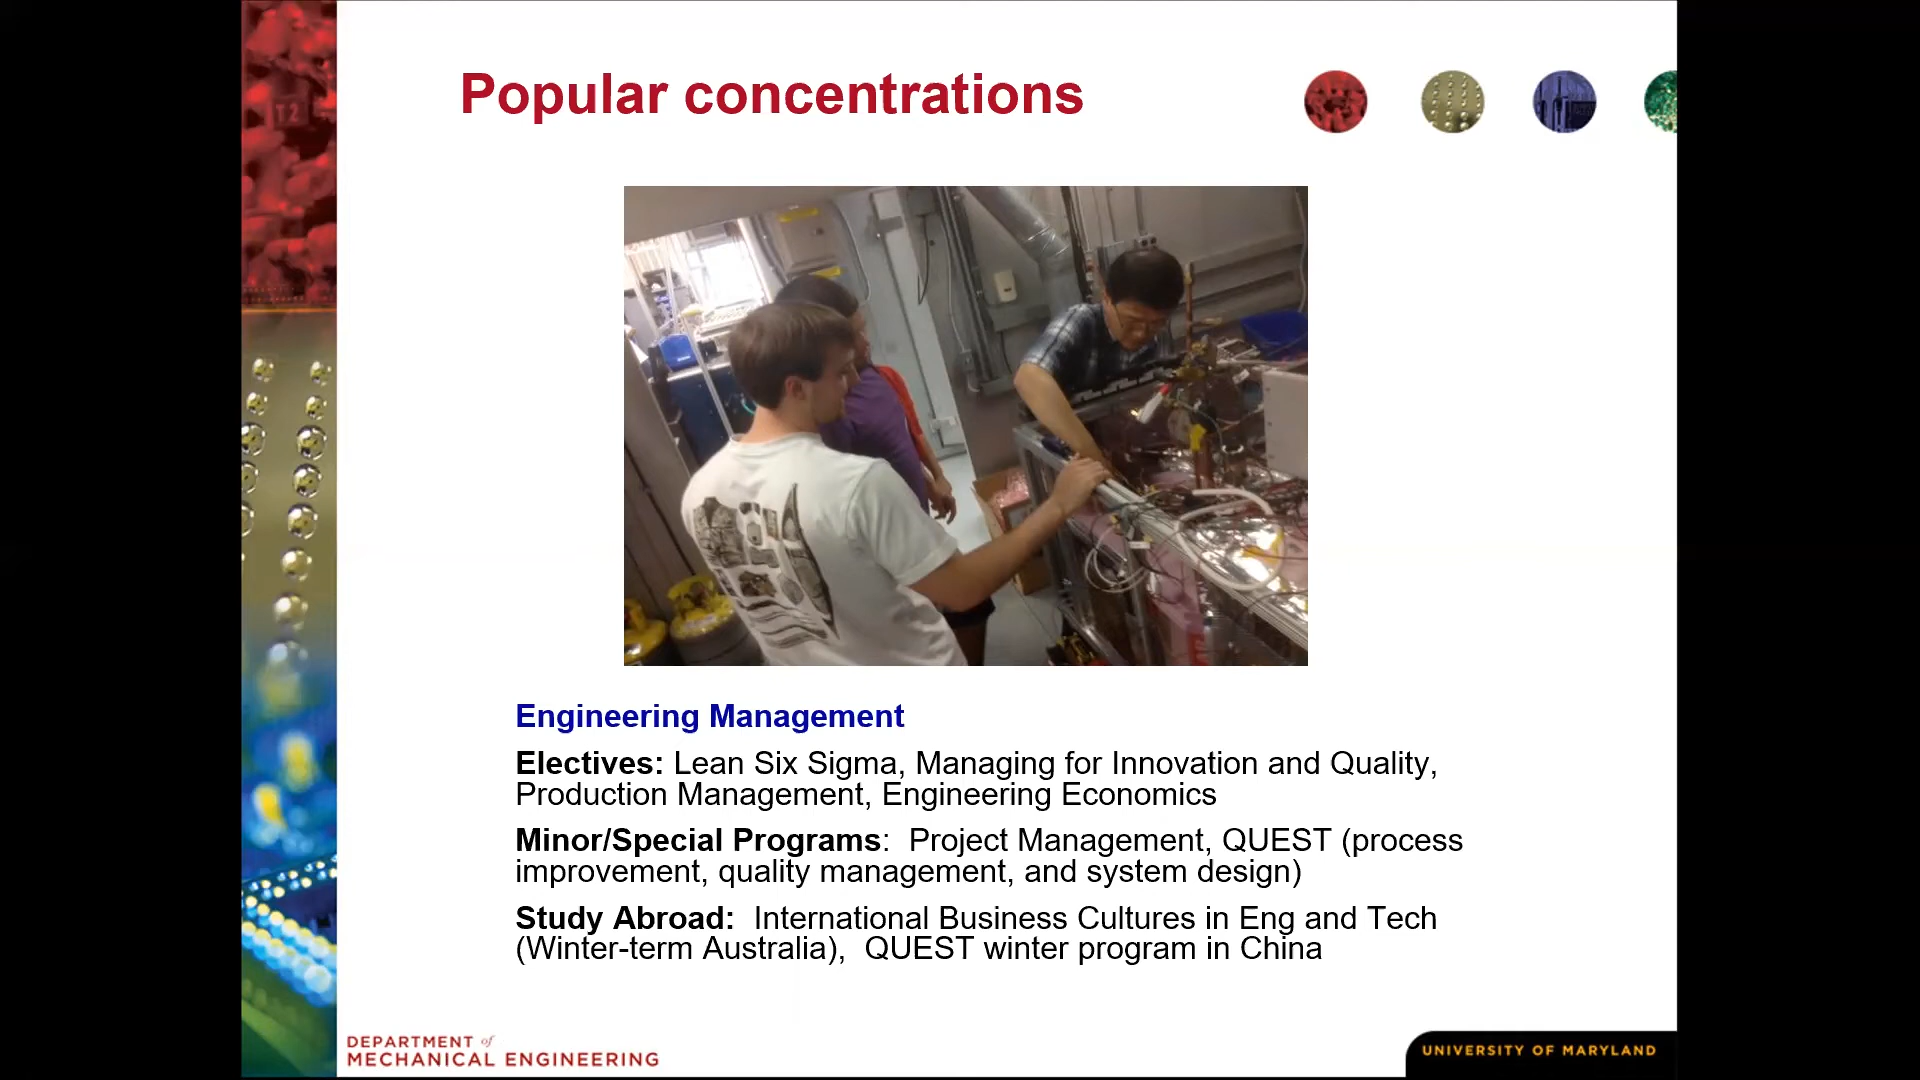 Popular concentrations
T2
Engineering Management
Electives: Lean Six Sigma, Managing for Innovation and Quality,
Production Management, Engineering Economics
Minor/Special Programs:  Project Management, QUEST (process
improvement, quality management, and system design)
Study Abroad:  International Business Cultures in Eng and Tech
(Winter-term Australia),  QUEST winter program in China
DEPARTMENT of
MECHANICAL ENGINEERING
UNIVERSITY OF MARYLAND